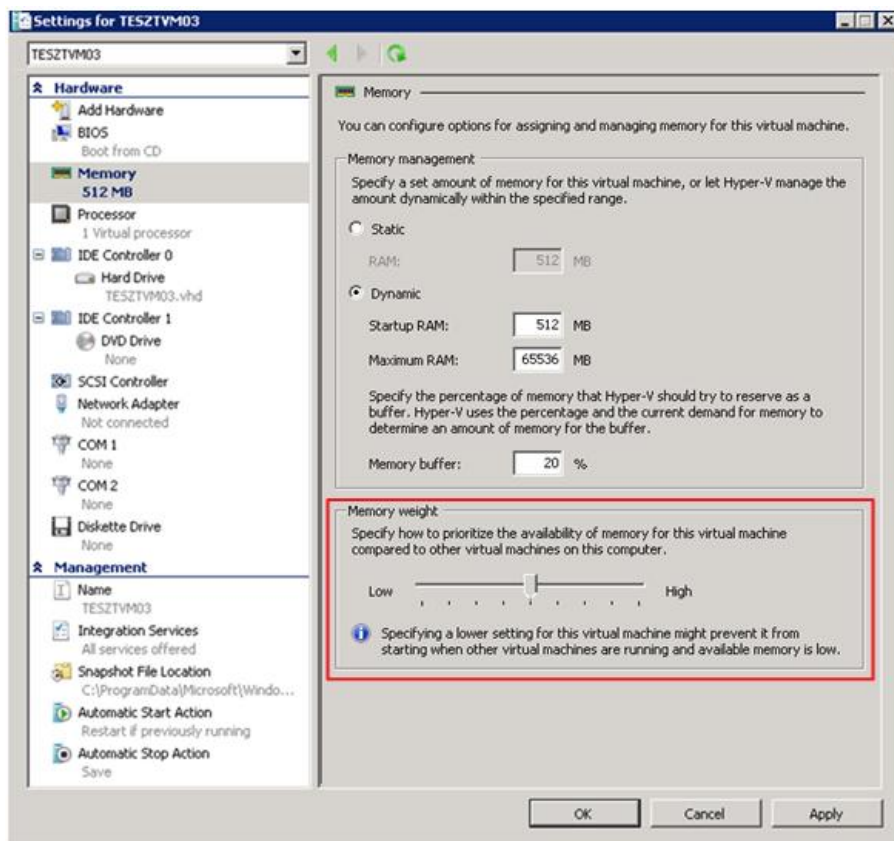 Settings for TESZTVM03
TESZTVM03
Hardware
Add Hardware
BIOS
Boot from CD
Memory
512 MB
Processor
1 Virtual processor
IDE Controller 0
Hard Drive
TESZTVM03.vhd
IDE Controller 1
DVD Drive
None
SCSI Controller
Network Adapter
Not connected
COM 1
None
COM 2
None
Diskette Drive
None
Management
Name
TESZTVM03
Integration Services
All services offered
Snapshot File Location
C:\ProgramData\Microsoft\Windo...
Automatic Start Action
Restart if previously running
Automatic Stop Action
Save
Memory
You can configure options for assigning and managing memory for this virtual machine.
Memory management
Specify a set amount of memory for this virtual machine, or let Hyper-V manage the
amount dynamically within the specified range.
Static
RAM: 512 MB
Dynamic
Startup RAM: 512 MB
Maximum RAM: 65536 MB
Specify the percentage of memory that Hyper-V should try to reserve as a
buffer. Hyper-V uses the percentage and the current demand for memory to
determine an amount of memory for the buffer.
Memory buffer: 20 %
Memory weight
Specify how to prioritize the availability of memory for this virtual machine
compared to other virtual machines on this computer.
Low High
Specifying a lower setting for this virtual machine might prevent it from
starting when other virtual machines are running and available memory is low.
OK Cancel Apply